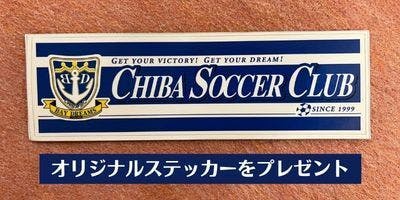 GET YOUR VICTORY! GET YOUR DREAM!
CHIBA SOCCER CLUB
BD
BAY DREAMS
SINCE 1999
オリジナルステッカーをプレゼント